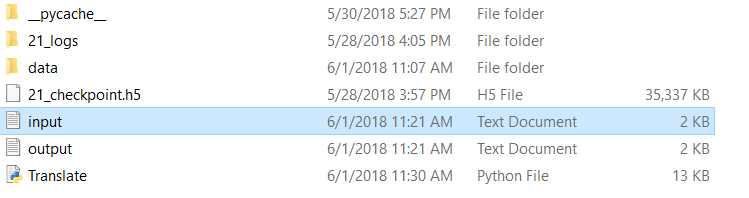 __pycache__ 5/30/2018 5:27 PM File folder
21_logs 5/28/2018 4:05 PM File folder
data 6/1/2018 11:07 AM File folder
21_checkpoint.h5 5/28/2018 3:57 PM H5 File 35,337 KB
input 6/1/2018 11:21 AM Text Document 2 KB
output 6/1/2018 11:21 AM Text Document 2 KB
Translate 6/1/2018 11:30 AM Python File 13 KB